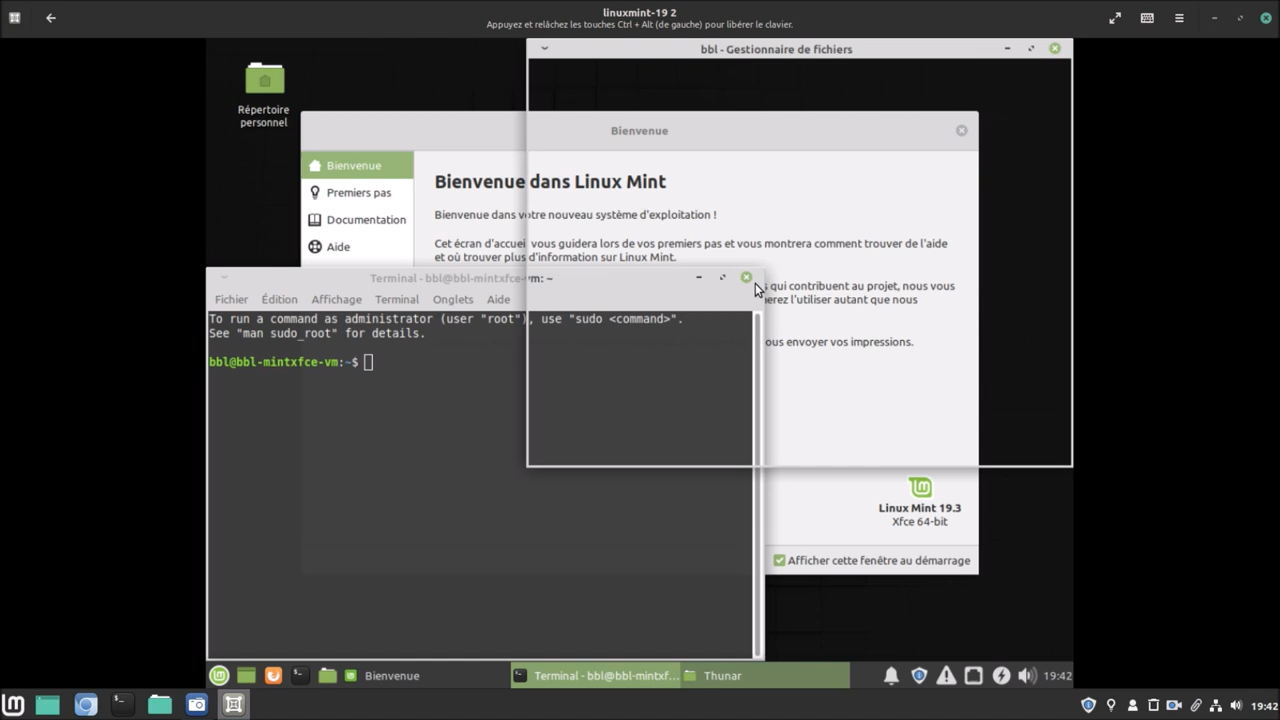 linuxmint-19 2
Appuyez et relâchez les touches Ctrl + Alt (de gauche) pour libérer le clavier.
bbl - Gestionnaire de fichiers
Répertoire
personnel
Bienvenue
Bienvenue
Premiers pas
Documentation
Aide
Bienvenue dans Linux Mint
Bienvenue dans votre nouveau système d'exploitation !
Cet écran d'accueil vous guidera lors de vos premiers pas et vous montrera comment trouver de l'aide
et où trouver plus d'information sur Linux Mint.
qui contribuent au projet, nous vous
l'utiliser autant que nous
ous envoyer vos impressions.
Terminal - bbl@bbl-mintxfce-vm: ~
Fichier Édition Affichage Terminal Onglets Aide
To run a command as administrator (user "root"), use "sudo <command>".
See "man sudo_root" for details.
bbl@bbl-mintxfce-vm:~$
Linux Mint 19.3
Xfce 64-bit
Afficher cette fenêtre au démarrage
Bienvenue
Terminal - bbl@bbl-mintxf...
Thunar
19:42
19:42